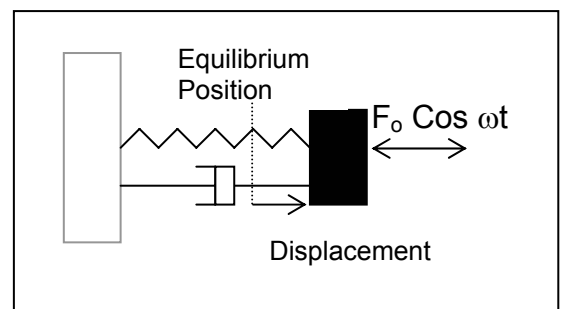 Equilibrium
Position
Fₒ Cos ωt
Displacement